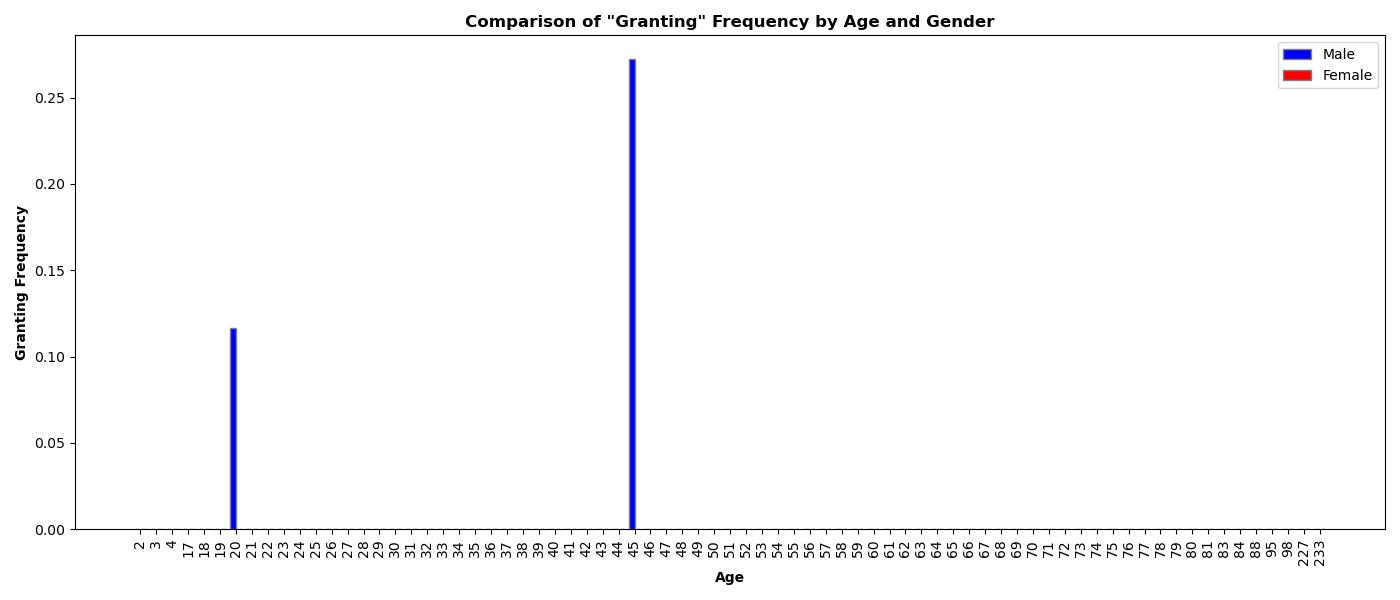 Comparison of "Granting" Frequency by Age and Gender
Male
Female
Granting Frequency
0.25
0.20
0.15
0.10
0.05
0.00
2 3 4 17 18 19 20 21 22 23 24 25 26 27 28 29 30 31 32 33 34 35 36 37 38 39 40 41 42 43 44 45 46 47 48 49 50 51 52 53 54 55 56 57 58 59 60 61 62 63 64 65 66 67 68 69 70 71 72 73 74 75 76 77 78 79 80 81 83 84 88 95 98 227 233
Age